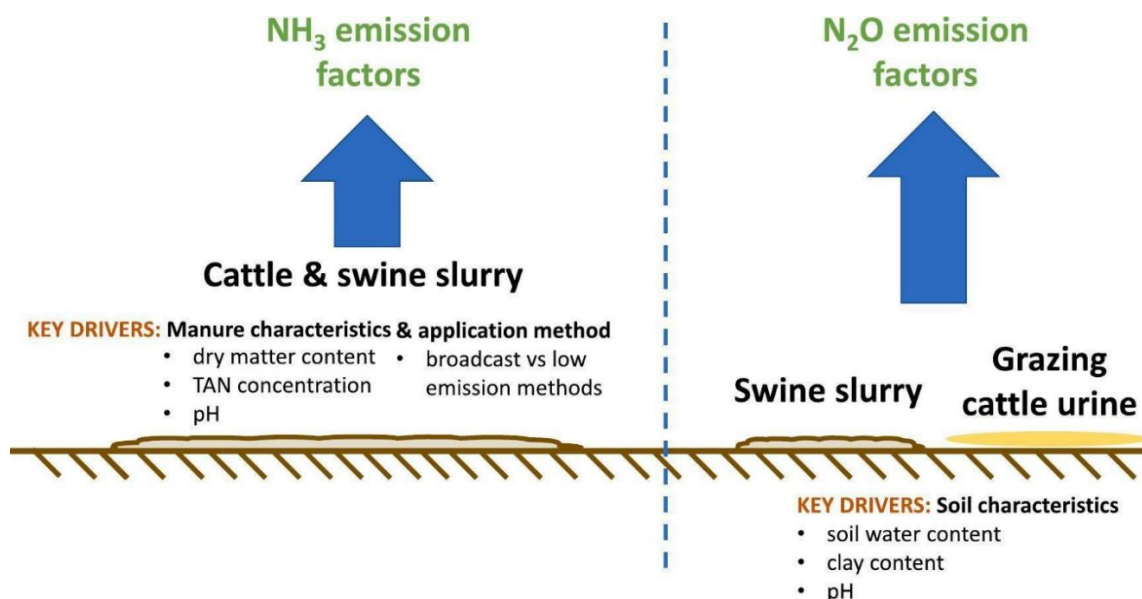 NH₃ emission
factors
Cattle & swine slurry
KEY DRIVERS: Manure characteristics & application method
• dry matter content
• TAN concentration
• pH
• broadcast vs low
emission methods
N₂O emission
factors
Swine slurry
Grazing
cattle urine
KEY DRIVERS: Soil characteristics
• soil water content
• clay content
• pH